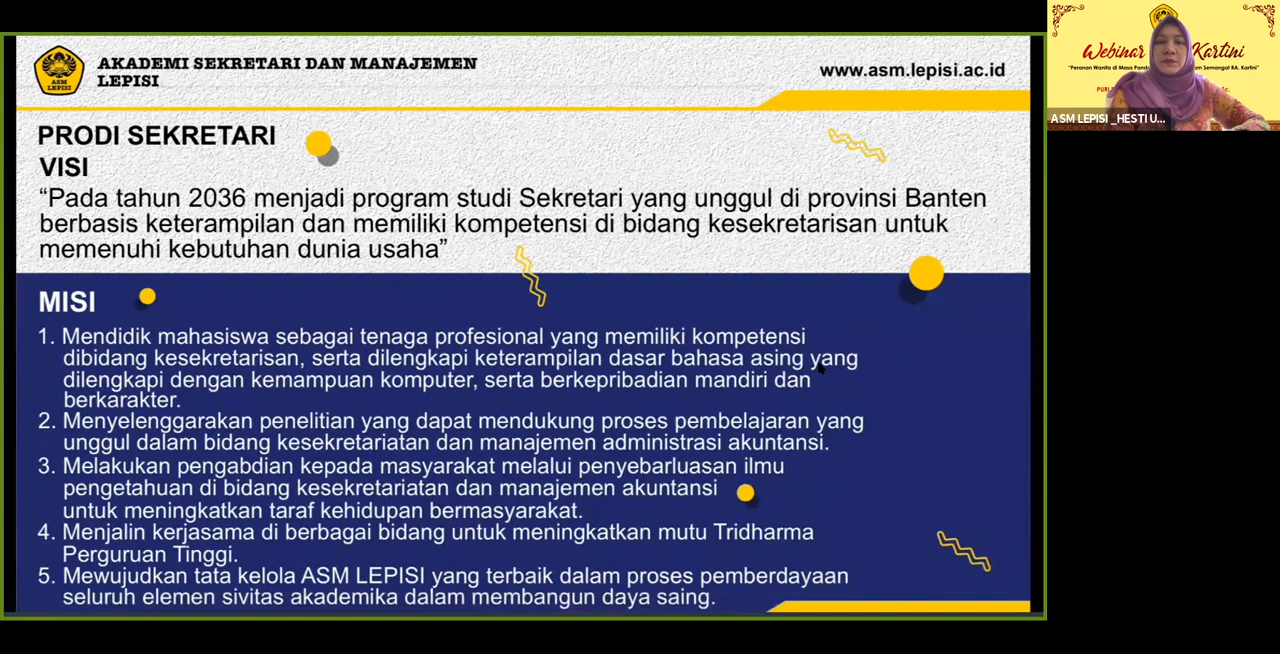 AKADEMI SEKRETARI DAN MANAJEMEN
LEPISI
ASM
LEPISI
www.asm.lepisi.ac.id
PRODI SEKRETARI
VISI
“Pada tahun 2036 menjadi program studi Sekretari yang unggul di provinsi Banten
berbasis keterampilan dan memiliki kompetensi di bidang kesekretarisan untuk
memenuhi kebutuhan dunia usaha”
MISI
1. Mendidik mahasiswa sebagai tenaga profesional yang memiliki kompetensi
dibidang kesekretarisan, serta dilengkapi keterampilan dasar bahasa asing yang
dilengkapi dengan kemampuan komputer, serta berkepribadian mandiri dan
berkarakter.
2. Menyelenggarakan penelitian yang dapat mendukung proses pembelajaran yang
unggul dalam bidang kesekretariatan dan manajemen administrasi akuntansi.
3. Melakukan pengabdian kepada masyarakat melalui penyebarluasan ilmu
pengetahuan di bidang kesekretariatan dan manajemen akuntansi
untuk meningkatkan taraf kehidupan bermasyarakat.
4. Menjalin kerjasama di berbagai bidang untuk meningkatkan mutu Tridharma
Perguruan Tinggi.
5. Mewujudkan tata kelola ASM LEPISI yang terbaik dalam proses pemberdayaan
seluruh elemen sivitas akademika dalam membangun daya saing.
Webinar Kartini
“Peranan Wanita di Masa Semangat RA. Kartini”
ASM LEPISI _HESTI U...